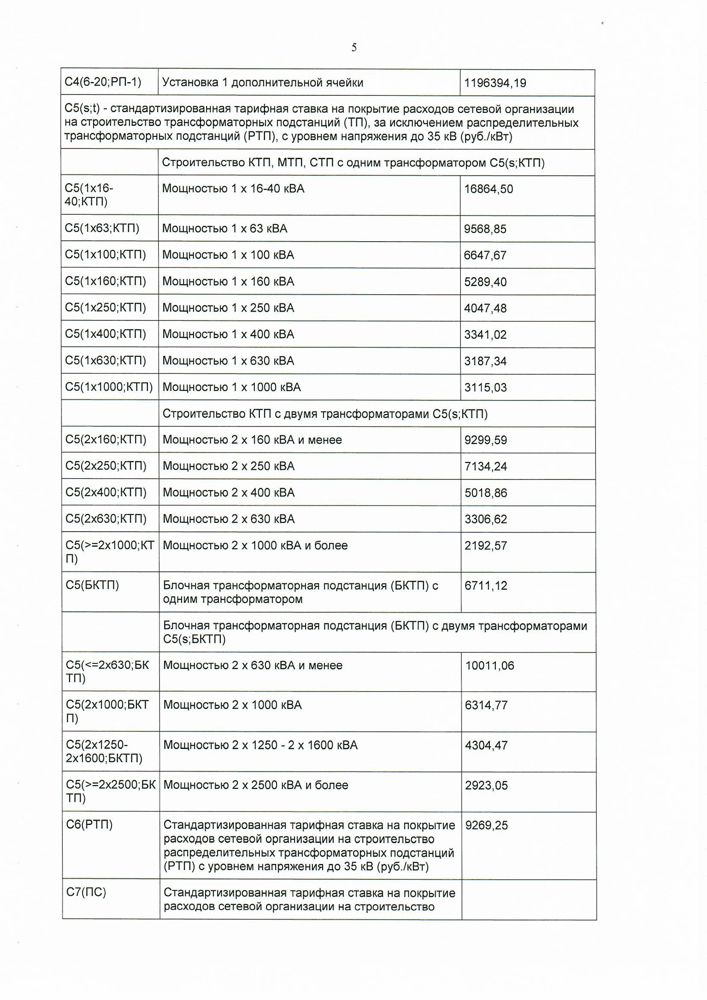 5
С4(6-20;РП-1)
Установка 1 дополнительной ячейки
1196394,19
С5(s;t) - стандартизированная тарифная ставка на покрытие расходов сетевой организации
на строительство трансформаторных подстанций (ТП), за исключением распределительных
трансформаторных подстанций (РТП), с уровнем напряжения до 35 кВ (руб./кВт)
Строительство КТП, МТП, СТП с одним трансформатором С5(s;КТП)
С5(1х16-
40;КТП)
Мощностью 1 х 16-40 кВА
16864,50
С5(1х63;КТП)
Мощностью 1 х 63 кВА
9568,85
С5(1х100;КТП)
Мощностью 1 х 100 кВА
6647,67
С5(1х160;КТП)
Мощностью 1 х 160 кВА
5289,40
С5(1х250;КТП)
Мощностью 1 х 250 кВА
4047,48
С5(1х400;КТП)
Мощностью 1 х 400 кВА
3341,02
С5(1х630;КТП)
Мощностью 1 х 630 кВА
3187,34
С5(1х1000;КТП)
Мощностью 1 х 1000 кВА
3115,03
Строительство КТП с двумя трансформаторами С5(s;КТП)
С5(2х160;КТП)
Мощностью 2 х 160 кВА и менее
9299,59
С5(2х250;КТП)
Мощностью 2 х 250 кВА
7134,24
С5(2х400;КТП)
Мощностью 2 х 400 кВА
5018,86
С5(2х630;КТП)
Мощностью 2 х 630 кВА
3306,62
С5(>=2х1000;КТ
П)
Мощностью 2 х 1000 кВА и более
2192,57
С5(БКТП)
Блочная трансформаторная подстанция (БКТП) с
одним трансформатором
6711,12
Блочная трансформаторная подстанция (БКТП) с двумя трансформаторами
С5(s;БКТП)
С5(<=2х630;БК
ТП)
Мощностью 2 х 630 кВА и менее
10011,06
С5(2х1000;БКТ
П)
Мощностью 2 х 1000 кВА
6314,77
С5(2х1250-
2х1600;БКТП)
Мощностью 2 х 1250 - 2 х 1600 кВА
4304,47
С5(>=2х2500;БК
ТП)
Мощностью 2 х 2500 кВА и более
2923,05
С6(РТП)
Стандартизированная тарифная ставка на покрытие
расходов сетевой организации на строительство
распределительных трансформаторных подстанций
(РТП) с уровнем напряжения до 35 кВ (руб./кВт)
9269,25
С7(ПС)
Стандартизированная тарифная ставка на покрытие
расходов сетевой организации на строительство